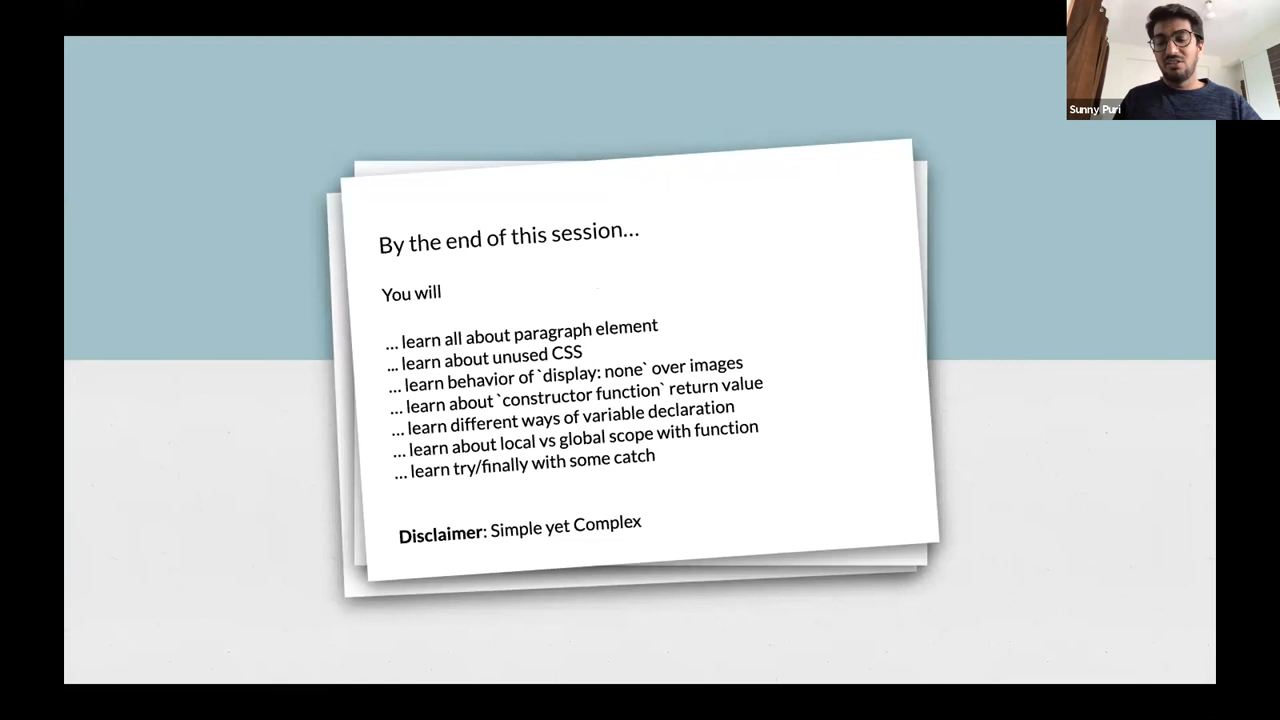 Sunny Puri
By the end of this session...
You will
... learn all about paragraph element
... learn about unused CSS
... learn behavior of `display: none` over images
... learn about `constructor function` return value
... learn different ways of variable declaration
... learn about local vs global scope with function
... learn try/finally with some catch
Disclaimer: Simple yet Complex